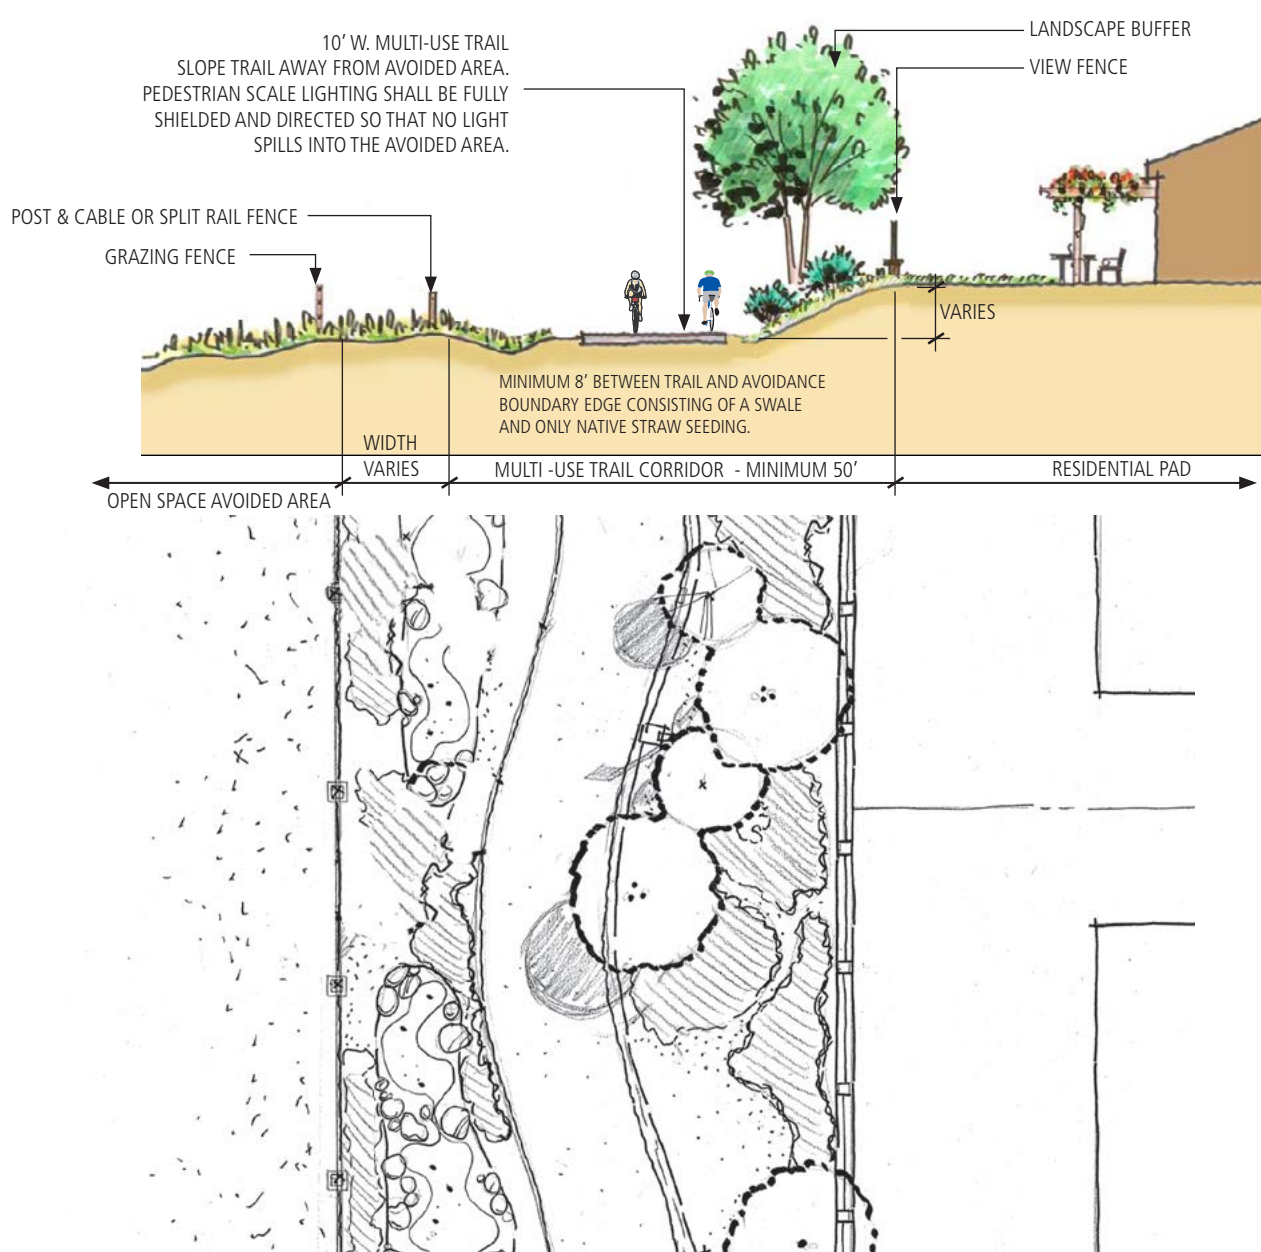 10' W. MULTI-USE TRAIL
SLOPE TRAIL AWAY FROM AVOIDED AREA.
PEDESTRIAN SCALE LIGHTING SHALL BE FULLY
SHIELDED AND DIRECTED SO THAT NO LIGHT
SPILLS INTO THE AVOIDED AREA.
LANDSCAPE BUFFER
VIEW FENCE
POST & CABLE OR SPLIT RAIL FENCE
GRAZING FENCE
VARIES
MINIMUM 8' BETWEEN TRAIL AND AVOIDANCE
BOUNDARY EDGE CONSISTING OF A SWALE
AND ONLY NATIVE STRAW SEEDING.
WIDTH
VARIES
MULTI -USE TRAIL CORRIDOR - MINIMUM 50'
RESIDENTIAL PAD
OPEN SPACE AVOIDED AREA